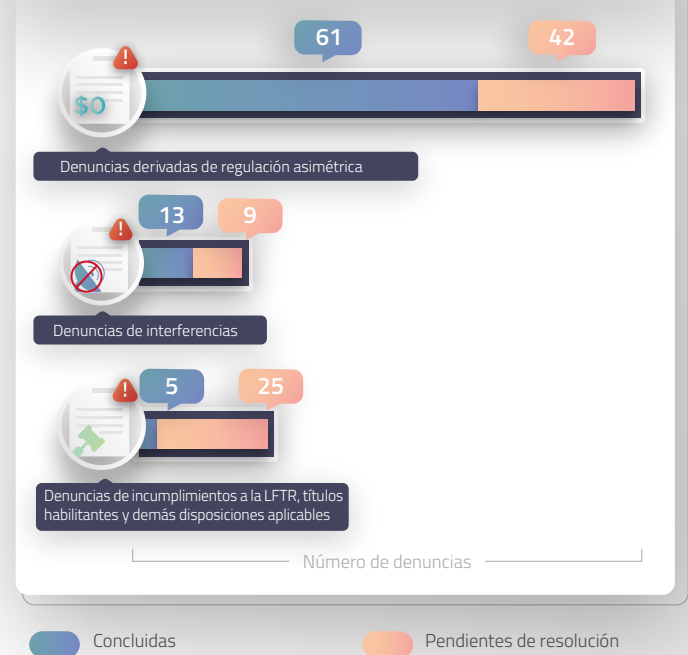 61
42
!
$0
Denuncias derivadas de regulación asimétrica
13
9
!
Denuncias de interferencias
5
25
!
Denuncias de incumplimientos a la LFTR, títulos
habilitantes y demás disposiciones aplicables
Número de denuncias
Concluidas
Pendientes de resolución